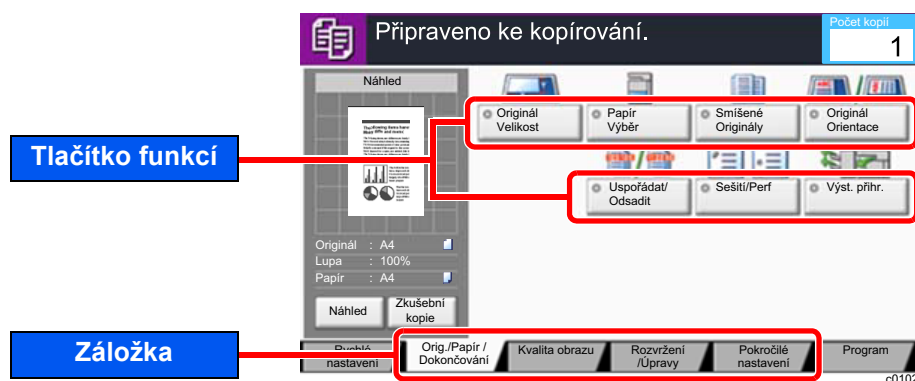 Připraveno ke kopírování.
Počet kopií
1
Náhled
Originál
Velikost
Papír
Výběr
Smíšené
Originály
Originál
Orientace
Tlačítko funkcí
Uspořádat/
Odsadit
Sešití/Perf
Výst. přihr.
Originál : A4
Lupa : 100%
Papír : A4
Náhled
Zkušební
kopie
Záložka
Rychlé
nastavení
Orig./Papír /
Dokončování
Kvalita obrazu
Rozvržení
/Úpravy
Pokročilé
nastavení
Program
c0102